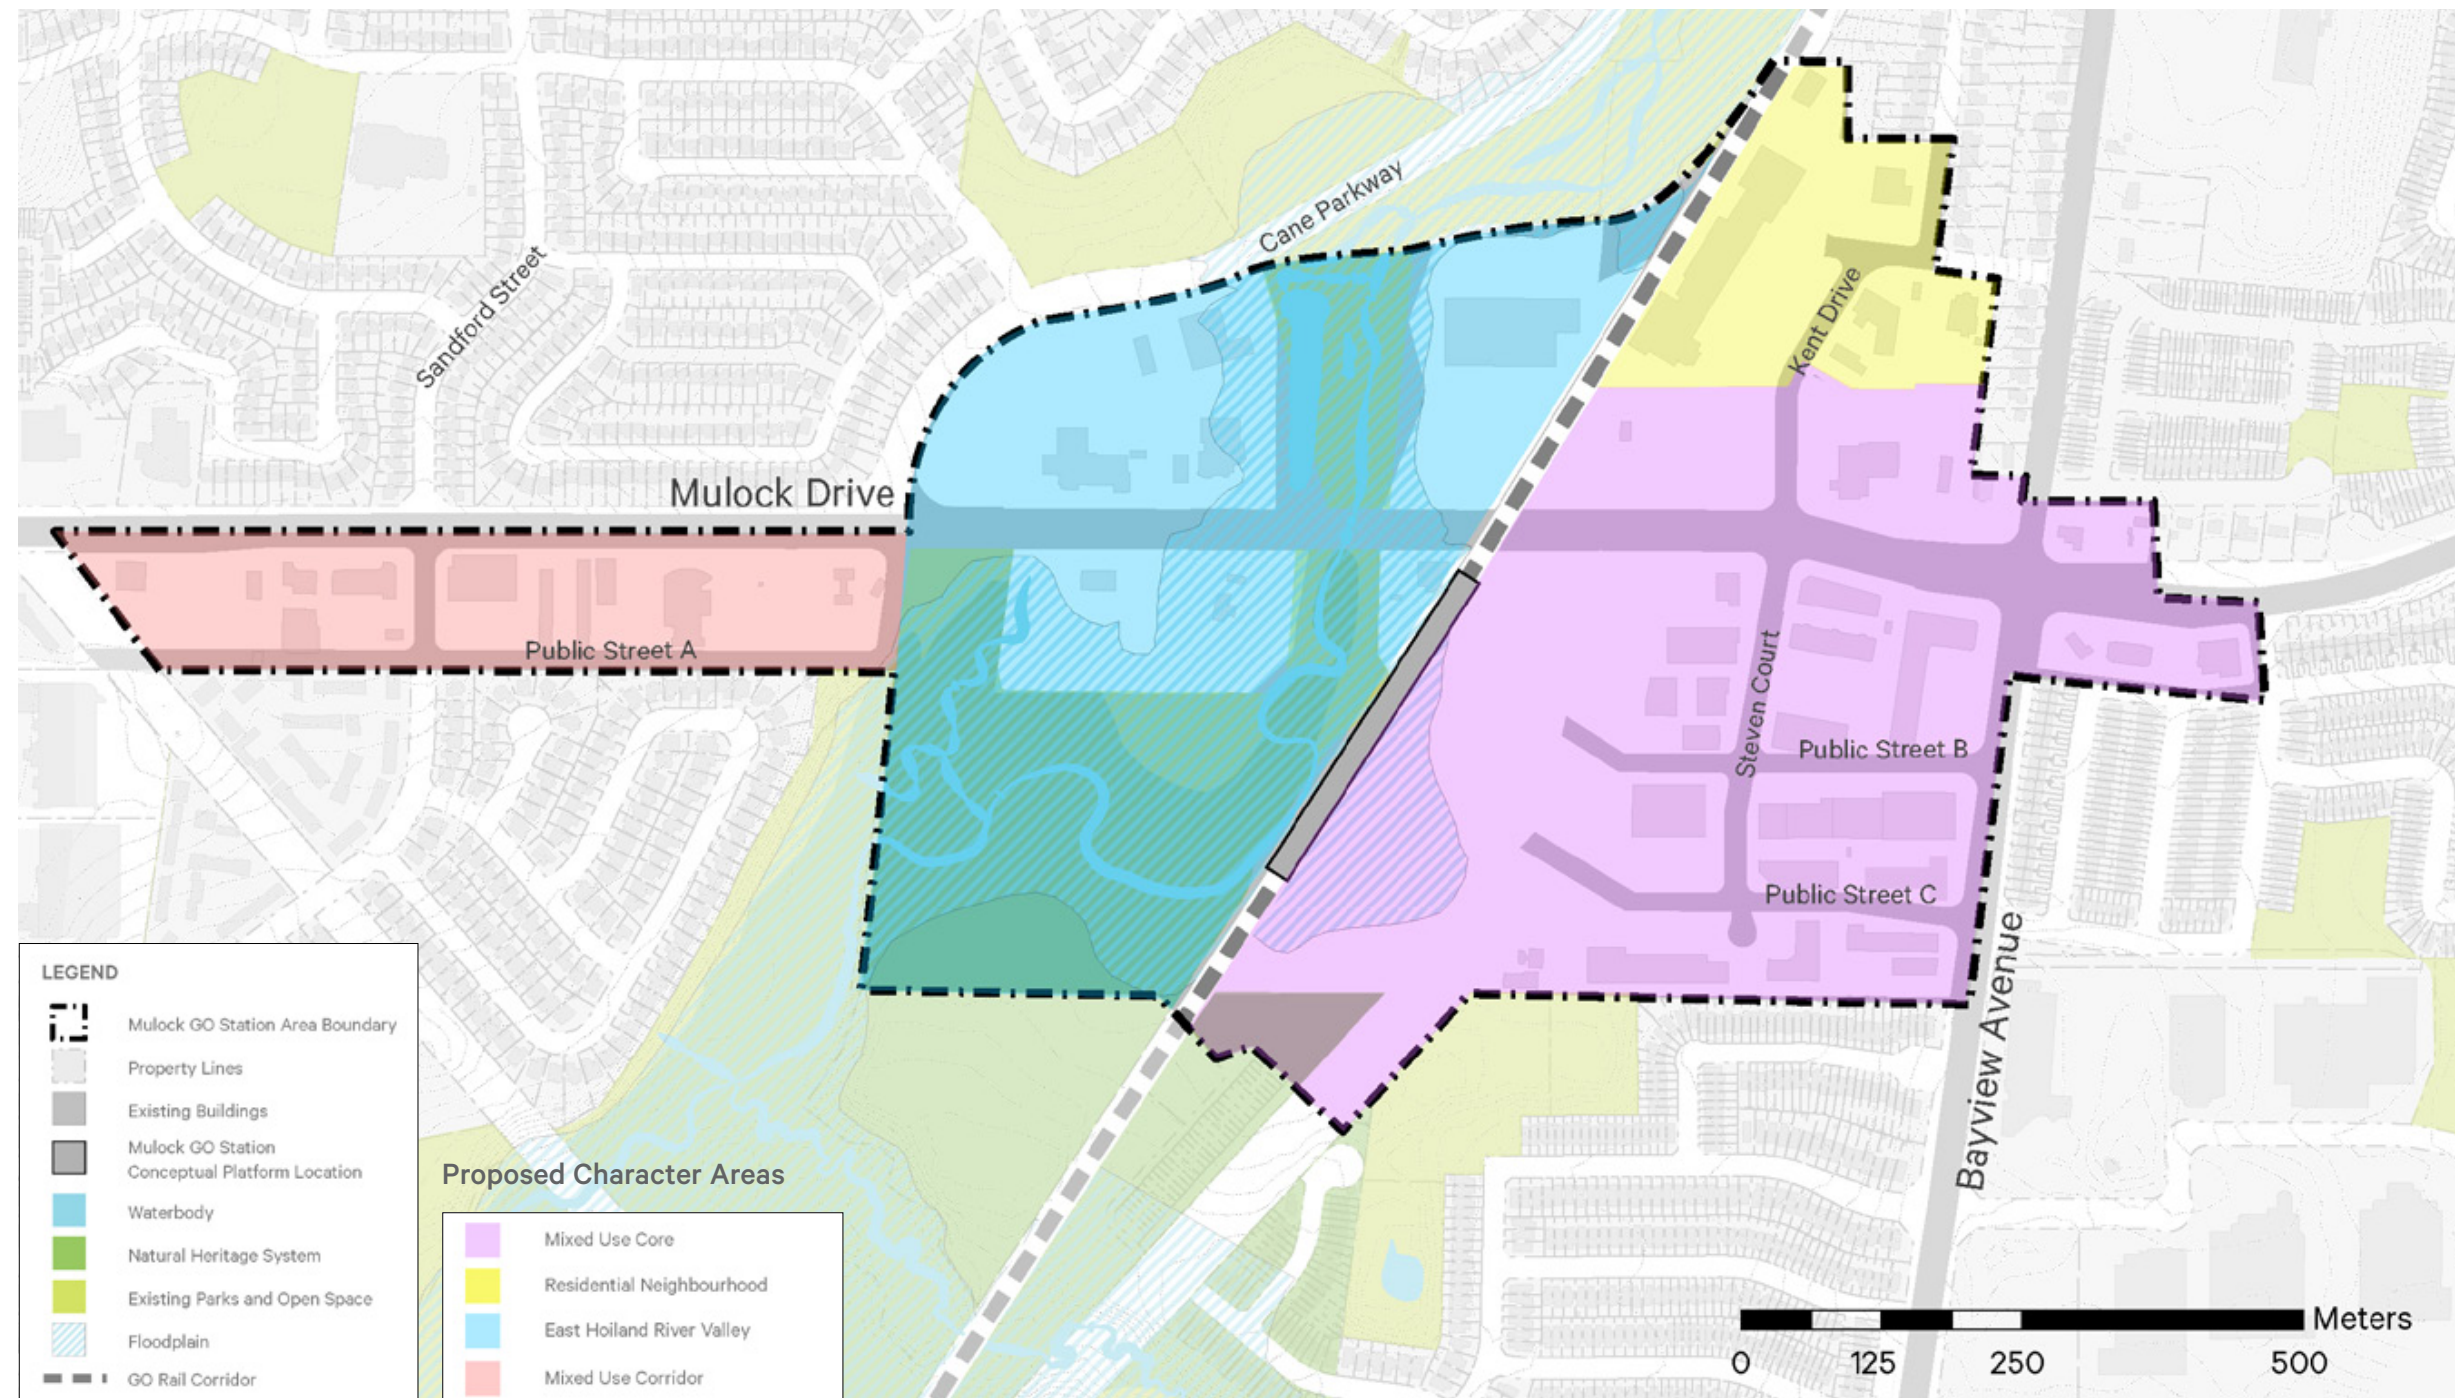 Cane Parkway
Sandford Street
Kent Drive
Mulock Drive
Public Street A
Steven Court
Public Street B
Public Street C
Bayview Avenue
LEGEND
Mulock GO Station Area Boundary
Property Lines
Existing Buildings
Mulock GO Station
Conceptual Platform Location
Waterbody
Natural Heritage System
Existing Parks and Open Space
Floodplain
GO Rail Corridor
Proposed Character Areas
Mixed Use Core
Residential Neighbourhood
East Hoiland River Valley
Mixed Use Corridor
Meters
0 125 250 500